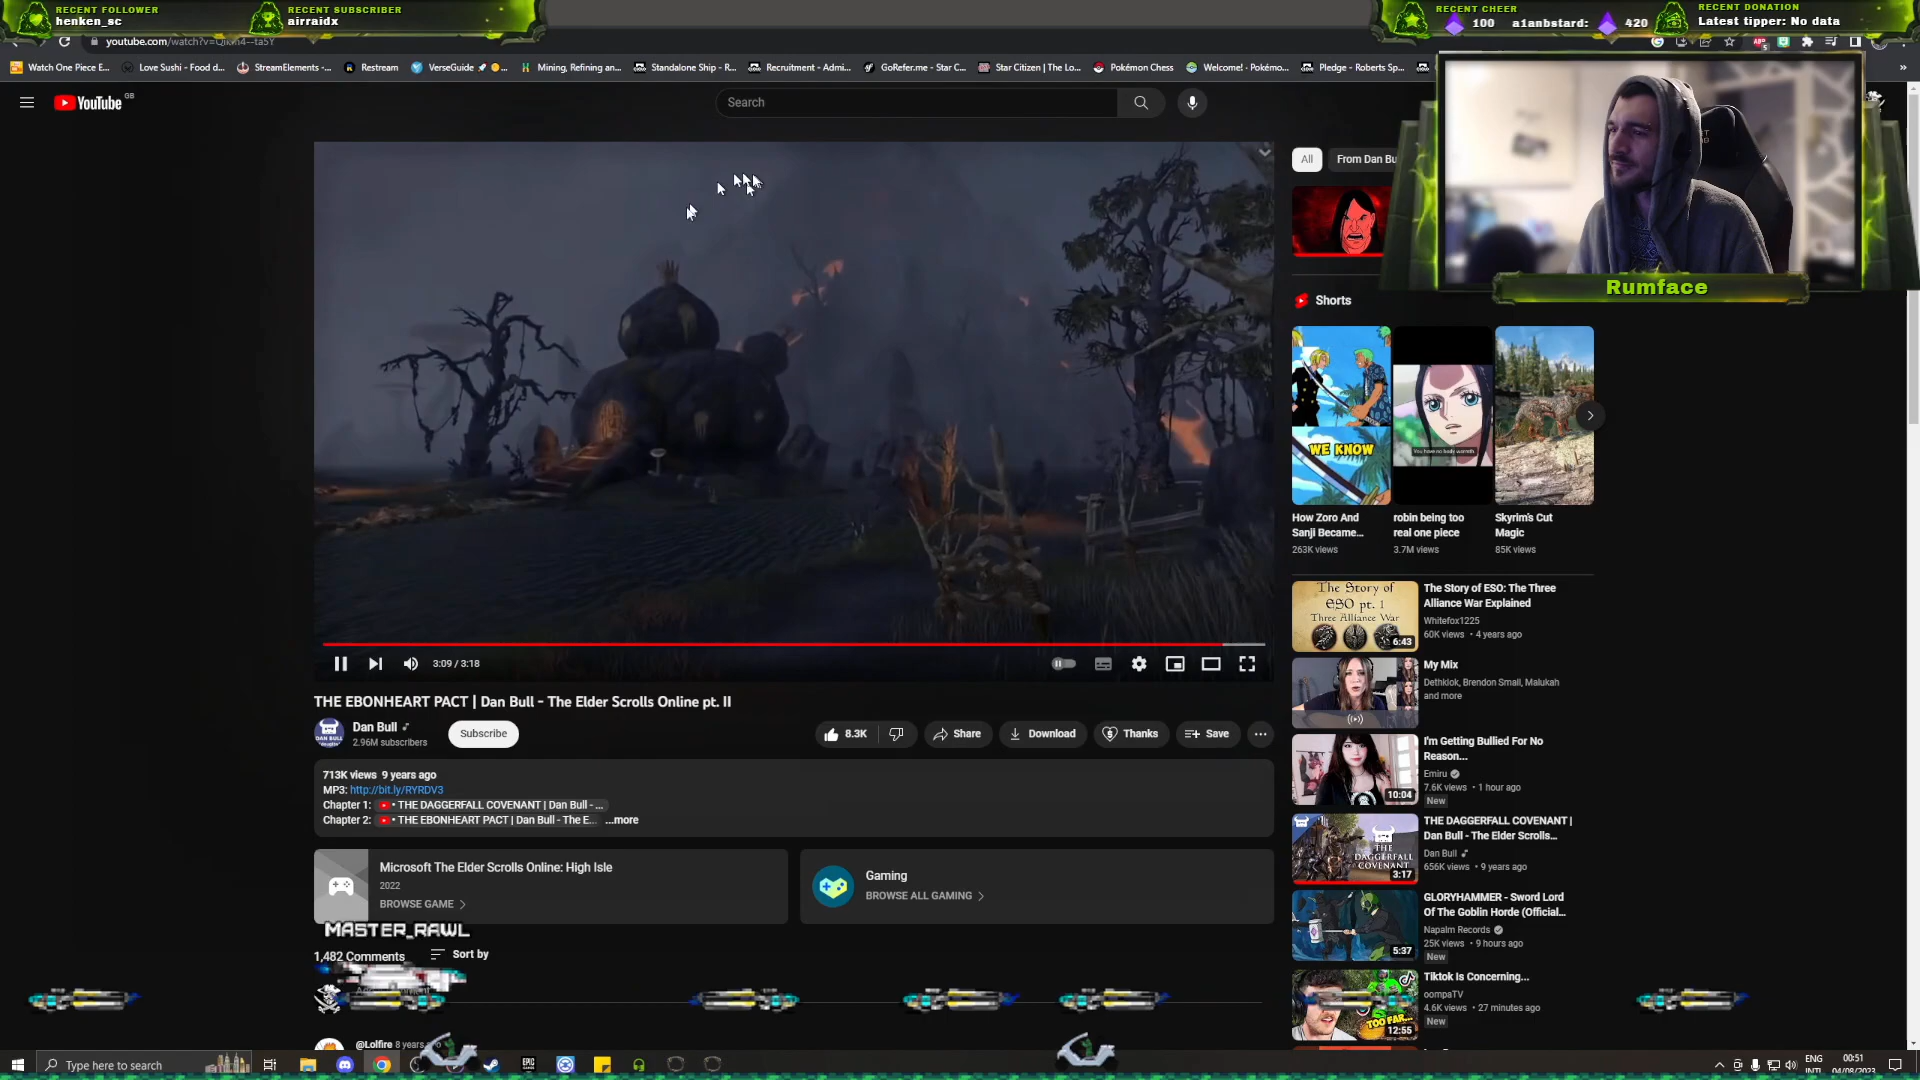 RECENT FOLLOWER
henken_sc
RECENT SUBSCRIBER
airraidx
RECENT CHEER
100
a1anbstard:
420
RECENT DONATION
Latest tipper: No data
Watch One Piece E...
Love Sushi - Food d...
StreamElements -...
Restream
VerseGuide
Mining, Refining an...
Standalone Ship - R...
Recruitment - Admi...
GoRefer.me - Star C...
Star Citizen | The Lo...
Pokémon Chess
Welcome! - Pokémo...
Pledge - Roberts Sp...
YouTube GB
Search
All
From Dan Bu
Rumface
Shorts
WE KNOW
How Zoro And
Sanji Became...
263K views
robin being too
real one piece
3.7M views
Skyrim's Cut
Magic
85K views
3:09 / 3:18
THE EBONHEART PACT | Dan Bull - The Elder Scrolls Online pt. II
Dan Bull
2.96M subscribers
Subscribe
8.3K
Share
Download
Thanks
Save
713K views 9 years ago
MP3: http://bit.ly/RYRDV3
Chapter 1: • THE DAGGERFALL COVENANT | Dan Bull - ...
Chapter 2: • THE EBONHEART PACT | Dan Bull - The E... ...more
Microsoft The Elder Scrolls Online: High Isle
2022
BROWSE GAME
Gaming
BROWSE ALL GAMING
MASTER_RAWL
1,482 Comments
Sort by
@Lolfire 8 years
The Story of
ESO pt. 1
Three Alliance War
6:43
The Story of ESO: The Three
Alliance War Explained
Whitefox1225
60K views • 4 years ago
My Mix
Dethklok, Brendon Small, Malukah
and more
I'm Getting Bullied For No
Reason...
Emiru
7.6K views • 1 hour ago
New
10:04
THE
DAGGERFALL
COVENANT
3:17
THE DAGGERFALL COVENANT |
Dan Bull - The Elder Scrolls...
Dan Bull
656K views • 9 years ago
GLORYHAMMER - Sword Lord
Of The Goblin Horde (Official...
Napalm Records
25K views • 9 hours ago
New
5:37
Tiktok Is Concerning...
oompaTV
4.6K views • 27 minutes ago
New
TOO FAR...
12:55
Type here to search
ENG
INTL
00:51
04/08/2023